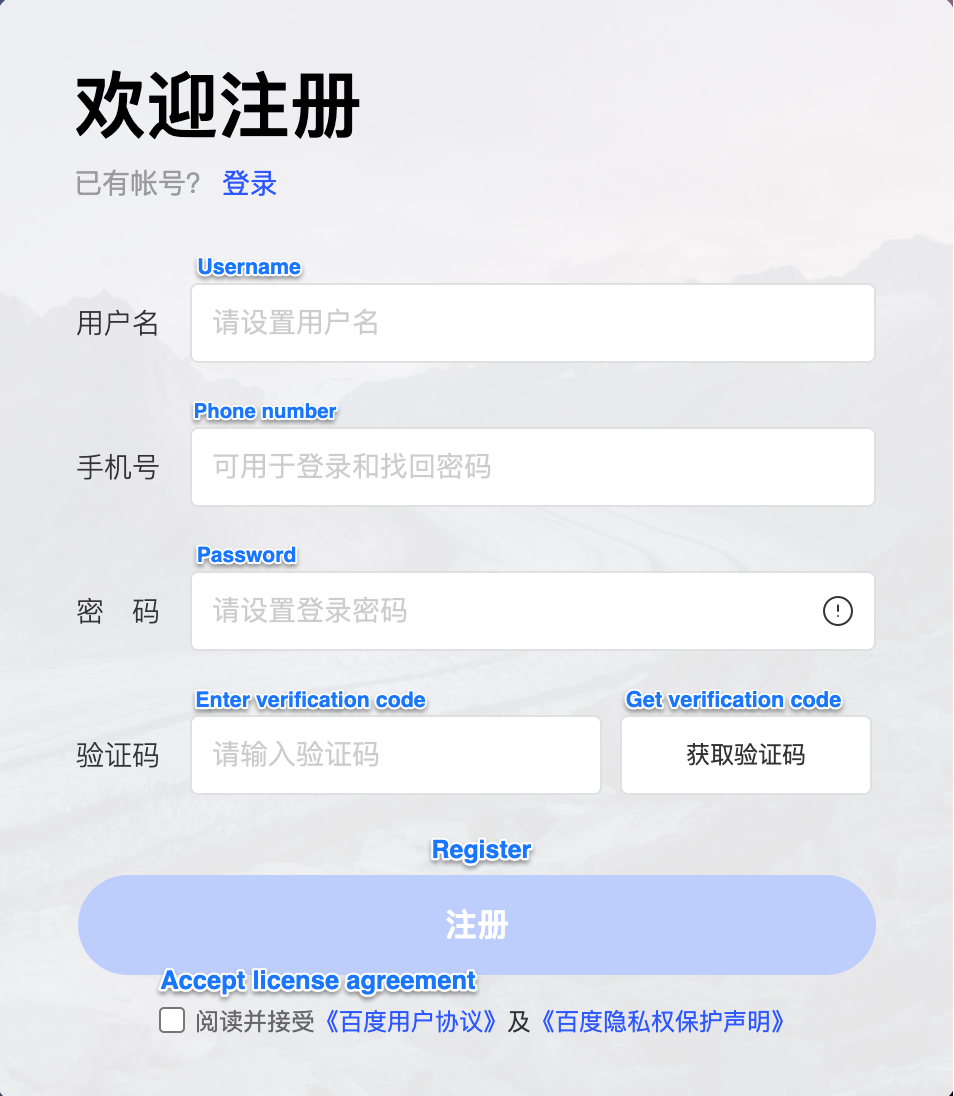 欢迎注册
已有帐号? 登录
Username
用户名 请设置用户名
Phone number
手机号 可用于登录和找回密码
Password
密 码 请设置登录密码
Enter verification code Get verification code
验证码 请输入验证码 获取验证码
Register
注册
Accept license agreement
阅读并接受《百度用户协议》及《百度隐私权保护声明》